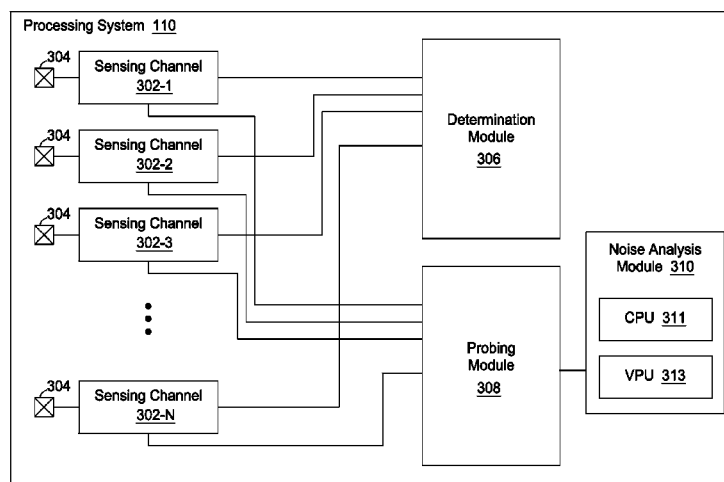 Processing System 110
304
Sensing Channel
302-1
304
Sensing Channel
302-2
304
Sensing Channel
302-3
304
Sensing Channel
302-N
Determination
Module
306
Probing
Module
308
Noise Analysis
Module 310
CPU 311
VPU 313